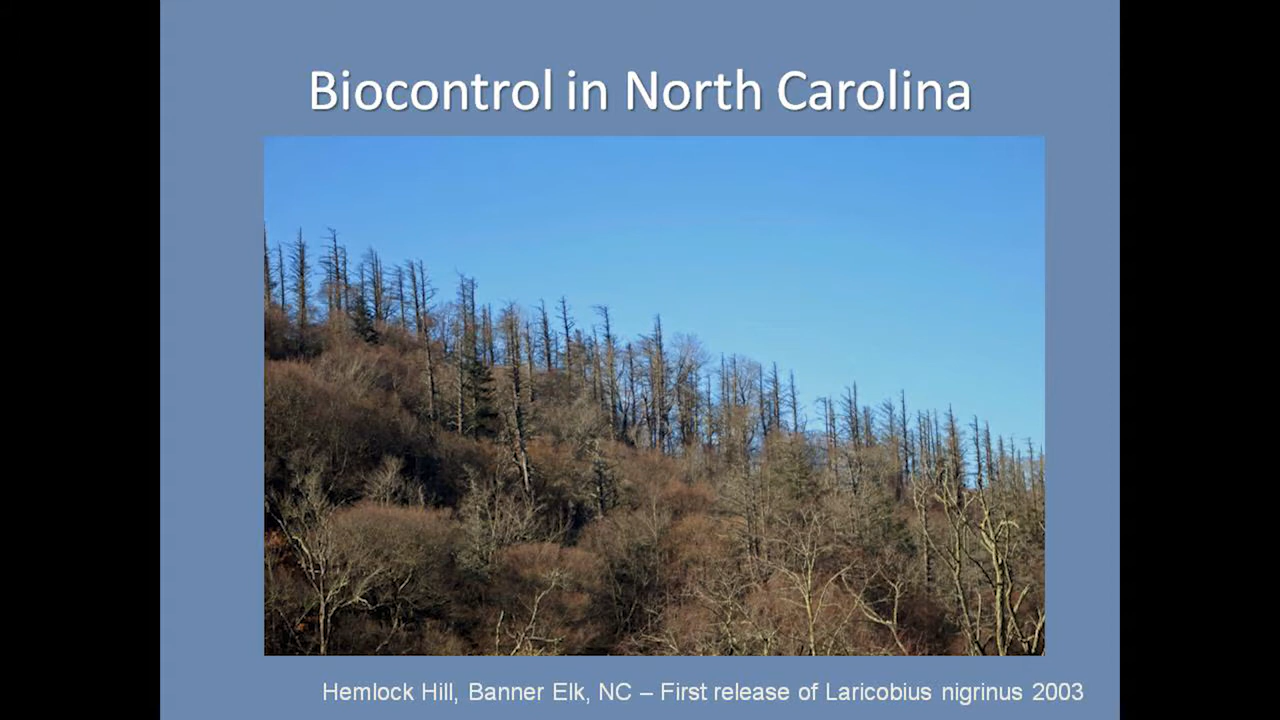 Biocontrol in North Carolina
Hemlock Hill, Banner Elk, NC – First release of Laricobius nigrinus 2003